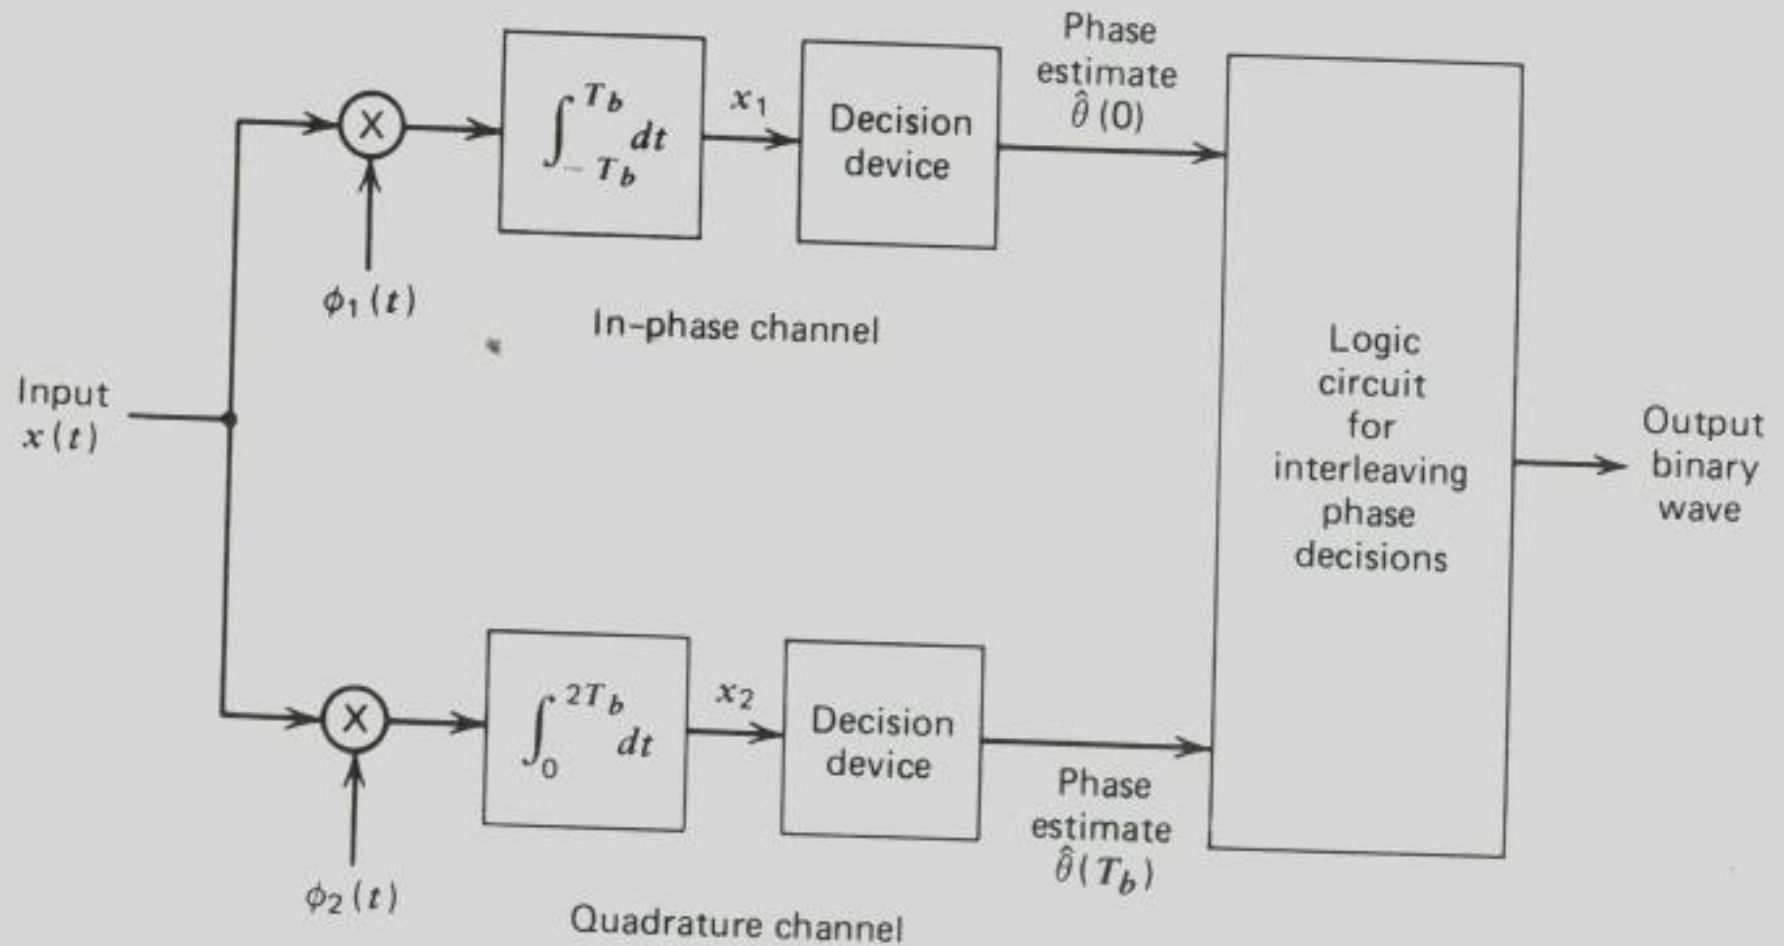 Phase
estimate
θ̂(0)
∫_{-T_b}^{T_b} dt
x₁
Decision
device
X
ϕ₁(t)
In-phase channel
Input
x(t)
Logic
circuit
for
interleaving
phase
decisions
Output
binary
wave
X
∫_0^{2T_b} dt
x₂
Decision
device
Phase
estimate
θ̂(T_b)
ϕ₂(t)
Quadrature channel